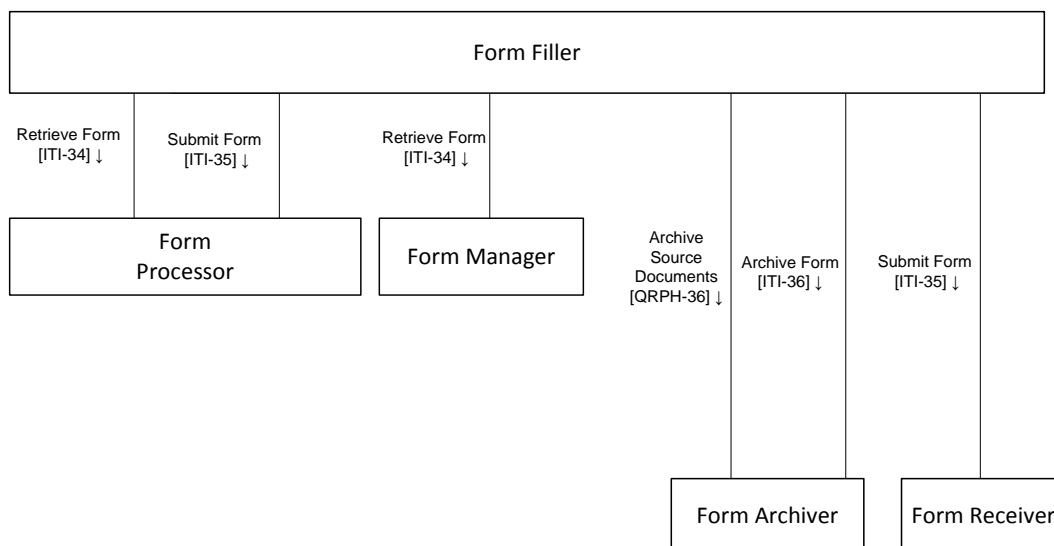 Form Filler
Retrieve Form
[ITI-34] ↓
Submit Form
[ITI-35] ↓
Retrieve Form
[ITI-34] ↓
Form
Processor
Form Manager
Archive
Source
Documents
[QRPH-36] ↓
Archive Form
[ITI-36] ↓
Submit Form
[ITI-35] ↓
Form Archiver
Form Receiver